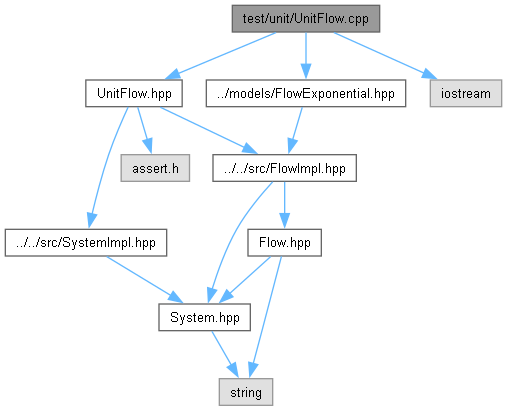 test/unit/UnitFlow.cpp
UnitFlow.hpp
../models/FlowExponential.hpp
iostream
assert.h
../../src/FlowImpl.hpp
../../src/SystemImpl.hpp
Flow.hpp
System.hpp
string